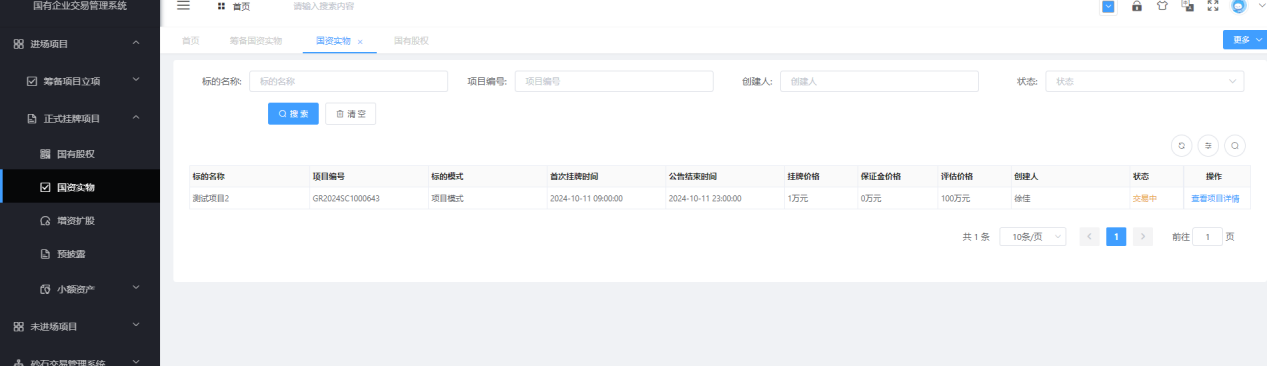 国有企业交易管理系统
首页
请输入搜索内容
进场项目
筹备项目立项
正式挂牌项目
国有股权
国资实物
增资扩股
预披露
小额资产
未进场项目
砂石交易管理系统
首页 筹备国资实物 国资实物 × 国有股权
更多
标的名称: 标的名称 项目编号: 项目编号 创建人: 创建人 状态: 状态
搜索 清空
标的名称 项目编号 标的模式 首次挂牌时间 公告结束时间 挂牌价格 保证金价格 评估价格 创建人 状态 操作
测试项目2 GR2024SC1000643 项目模式 2024-10-11 09:00:00 2024-10-11 23:00:00 1万元 0万元 100万元 徐佳 交易中 查看项目详情
共 1 条 10条/页 < 1 > 前往 1 页